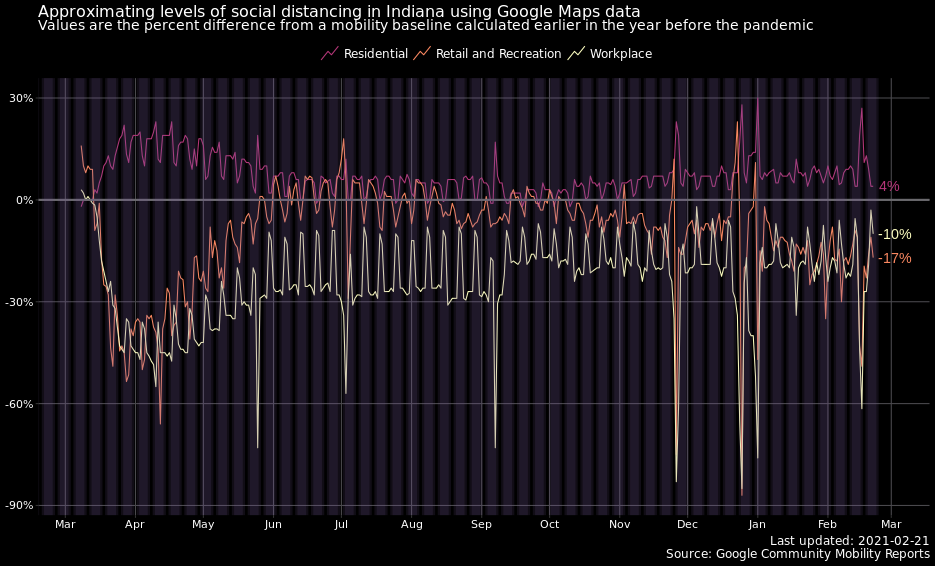 Approximating levels of social distancing in Indiana using Google Maps data
Values are the percent difference from a mobility baseline calculated earlier in the year before the pandemic
Residential Retail and Recreation Workplace
30%
0%
-30%
-60%
-90%
4%
-10%
-17%
Mar Apr May Jun Jul Aug Sep Oct Nov Dec Jan Feb Mar
Last updated: 2021-02-21
Source: Google Community Mobility Reports